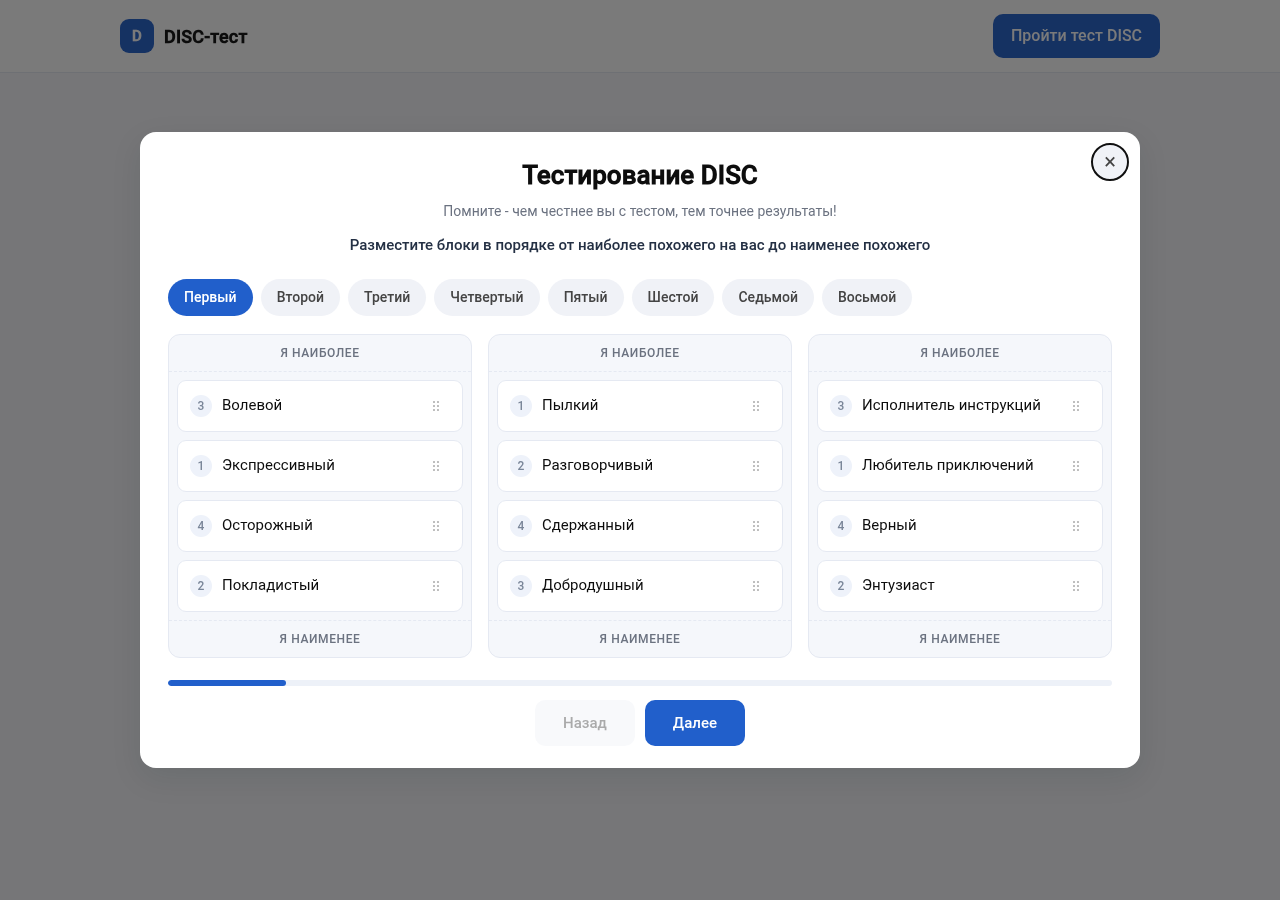 D DISC-тест
Пройти тест DISC
Тестирование DISC
×
Помните - чем честнее вы с тестом, тем точнее результаты!
Разместите блоки в порядке от наиболее похожего на вас до наименее похожего
Первый Второй Третий Четвертый Пятый Шестой Седьмой Восьмой
Я НАИБОЛЕЕ
3 Волевой
1 Экспрессивный
4 Осторожный
2 Покладистый
Я НАИМЕНЕЕ
Я НАИБОЛЕЕ
1 Пылкий
2 Разговорчивый
4 Сдержанный
3 Добродушный
Я НАИМЕНЕЕ
Я НАИБОЛЕЕ
3 Исполнитель инструкций
1 Любитель приключений
4 Верный
2 Энтузиаст
Я НАИМЕНЕЕ
Назад
Далее